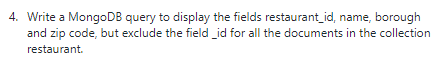 4. Write a MongoDB query to display the fields restaurant_id, name, borough
and zip code, but exclude the field _id for all the documents in the collection
restaurant.